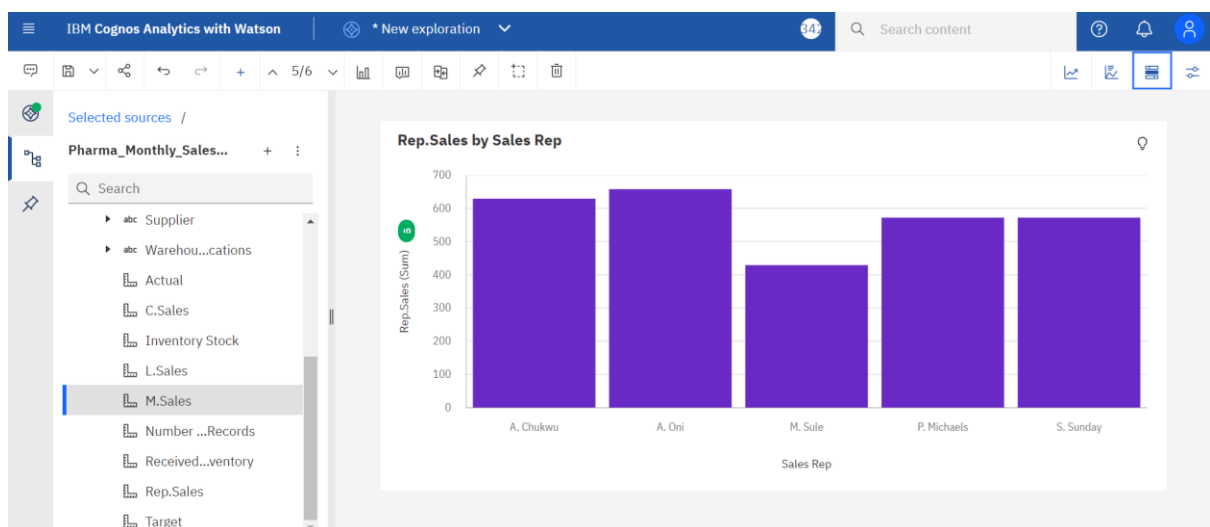 IBM Cognos Analytics with Watson
* New exploration
342
Search content
5/6
Selected sources /
Pharma_Monthly_Sales...
Search
abc Supplier
abc Warehou...cations
Actual
C.Sales
Inventory Stock
L.Sales
M.Sales
Number ...Records
Received...ventory
Rep.Sales
Target
Rep.Sales by Sales Rep
Rep.Sales (Sum)
5
700
600
500
400
300
200
100
0
A. Chukwu
A. Oni
M. Sule
P. Michaels
S. Sunday
Sales Rep